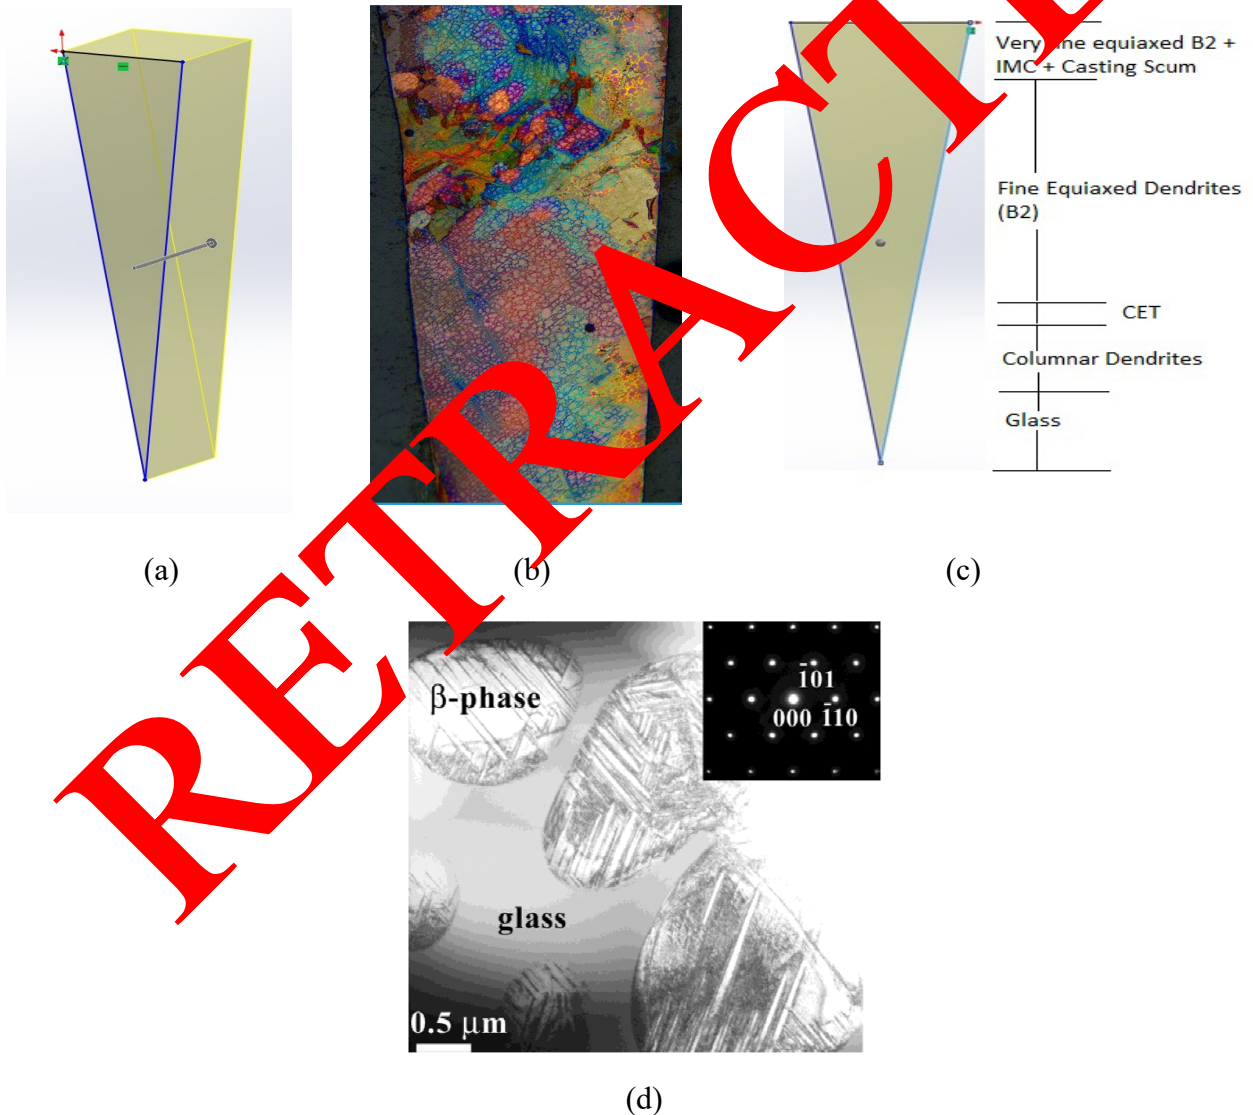 Very fine equiaxed B2 +
IMC + Casting Scum
Fine Equiaxed Dendrites
(B2)
CET
Columnar Dendrites
Glass
(a)
(b)
(c)
β-phase
1̄01
000 1̄10
glass
0.5 μm
(d)
RETRACTE